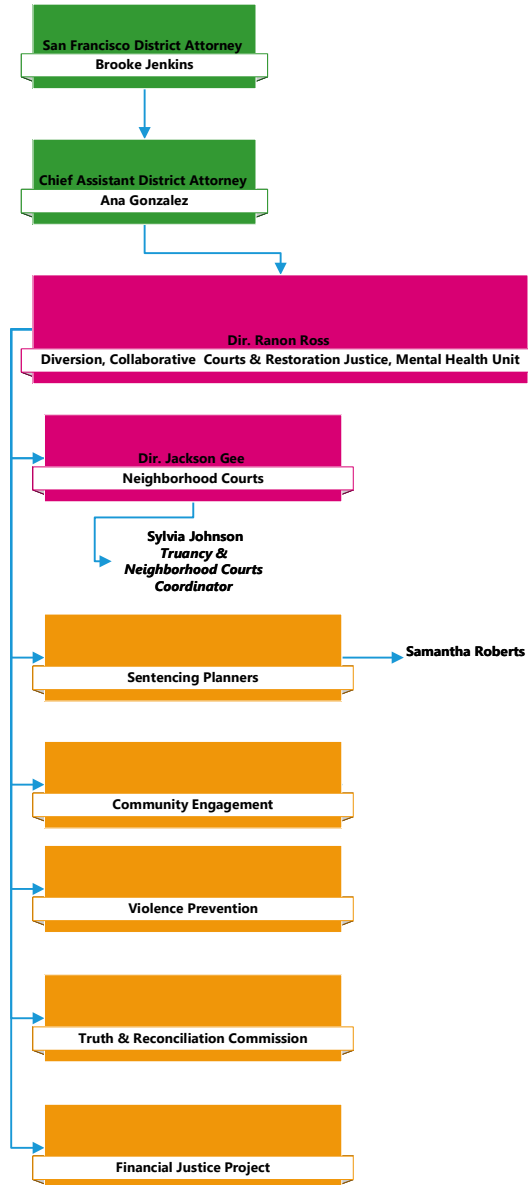 San Francisco District Attorney
Brooke Jenkins
Chief Assistant District Attorney
Ana Gonzalez
Dir. Ranon Ross
Diversion, Collaborative Courts & Restoration Justice, Mental Health Unit
Dir. Jackson Gee
Neighborhood Courts
Sylvia Johnson
Truancy &
Neighborhood Courts
Coordinator
Sentencing Planners
Samantha Roberts
Community Engagement
Violence Prevention
Truth & Reconciliation Commission
Financial Justice Project